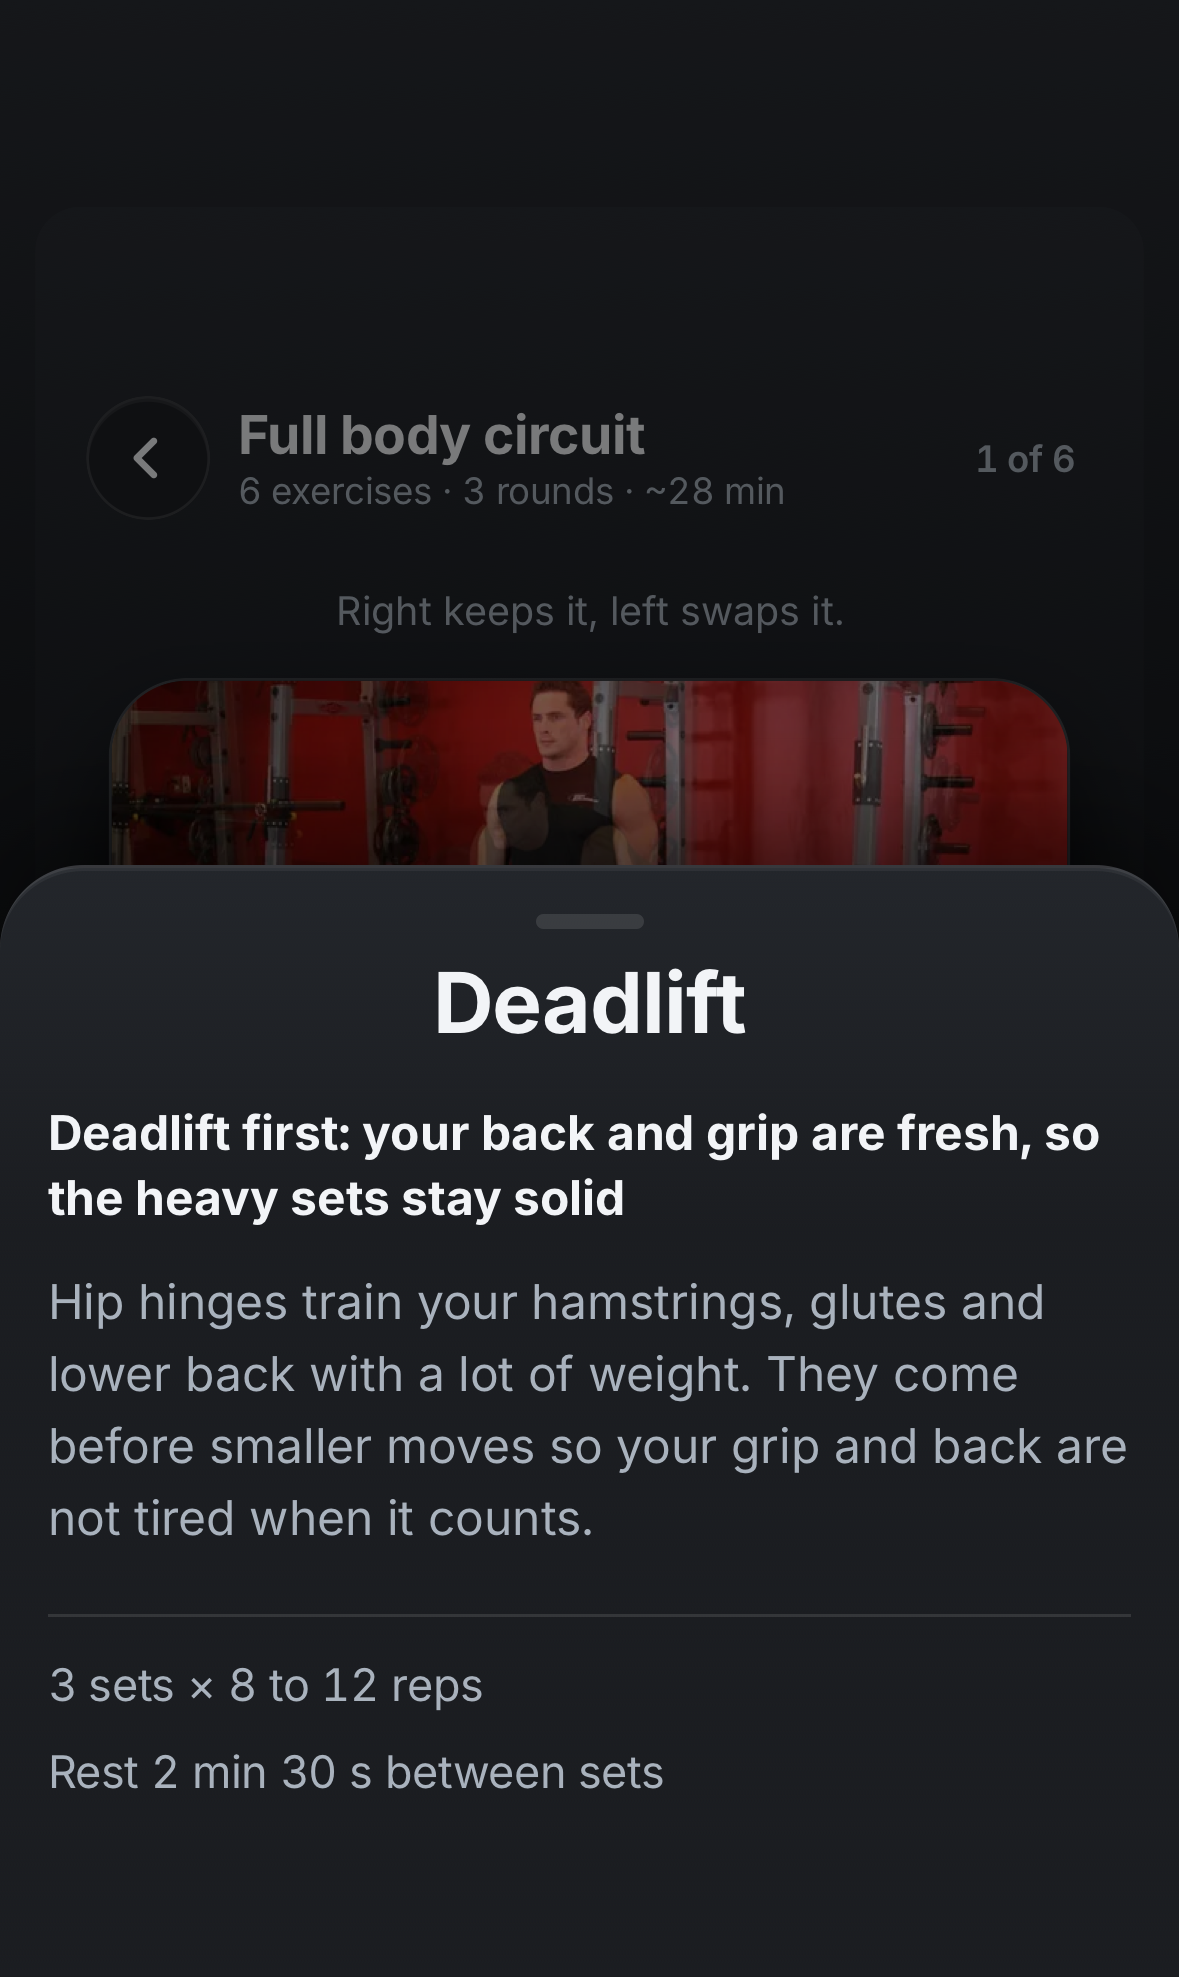 Full body circuit
6 exercises · 3 rounds · ~28 min
1 of 6
Right keeps it, left swaps it.
Deadlift
Deadlift first: your back and grip are fresh, so
the heavy sets stay solid
Hip hinges train your hamstrings, glutes and
lower back with a lot of weight. They come
before smaller moves so your grip and back are
not tired when it counts.
3 sets × 8 to 12 reps
Rest 2 min 30 s between sets